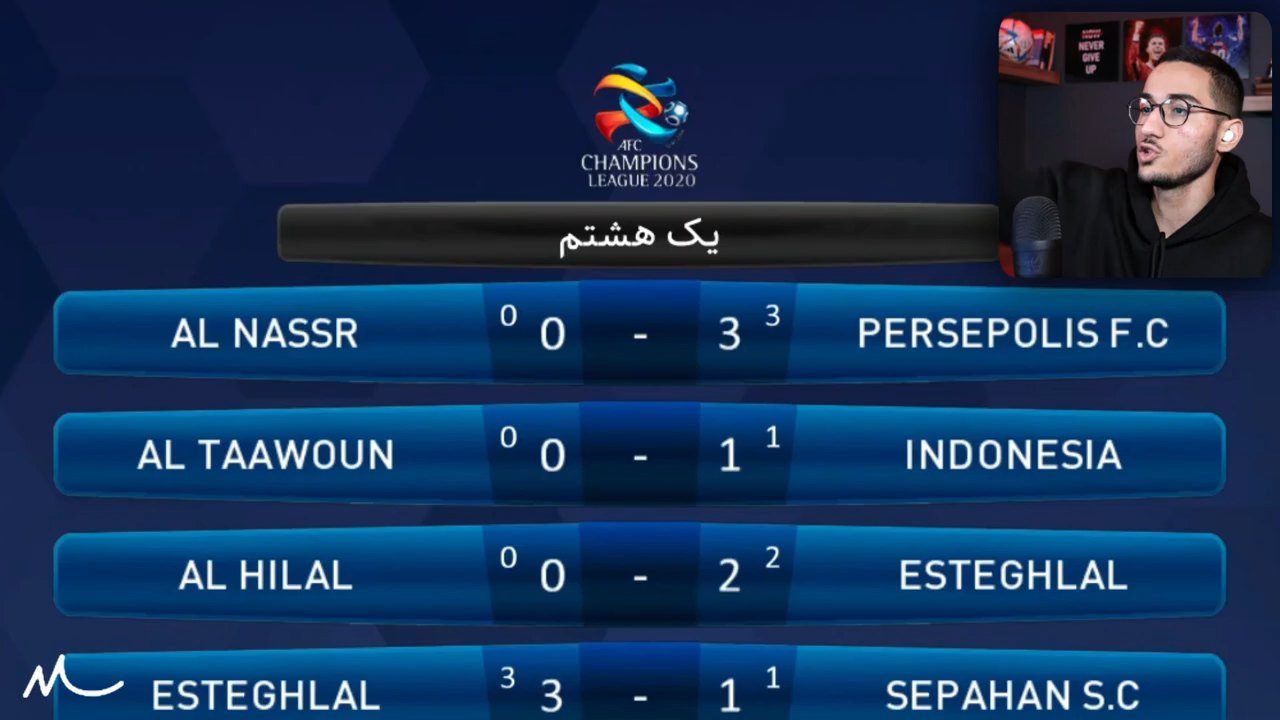 NEVER
GIVE
UP
AFC
CHAMPIONS
LEAGUE 2020
یک هشتم
AL NASSR 0 0 - 3 3 PERSEPOLIS F.C
AL TAAWOUN 0 0 - 1 1 INDONESIA
AL HILAL 0 0 - 2 2 ESTEGHLAL
ESTEGHLAL 3 3 - 1 1 SEPAHAN S.C